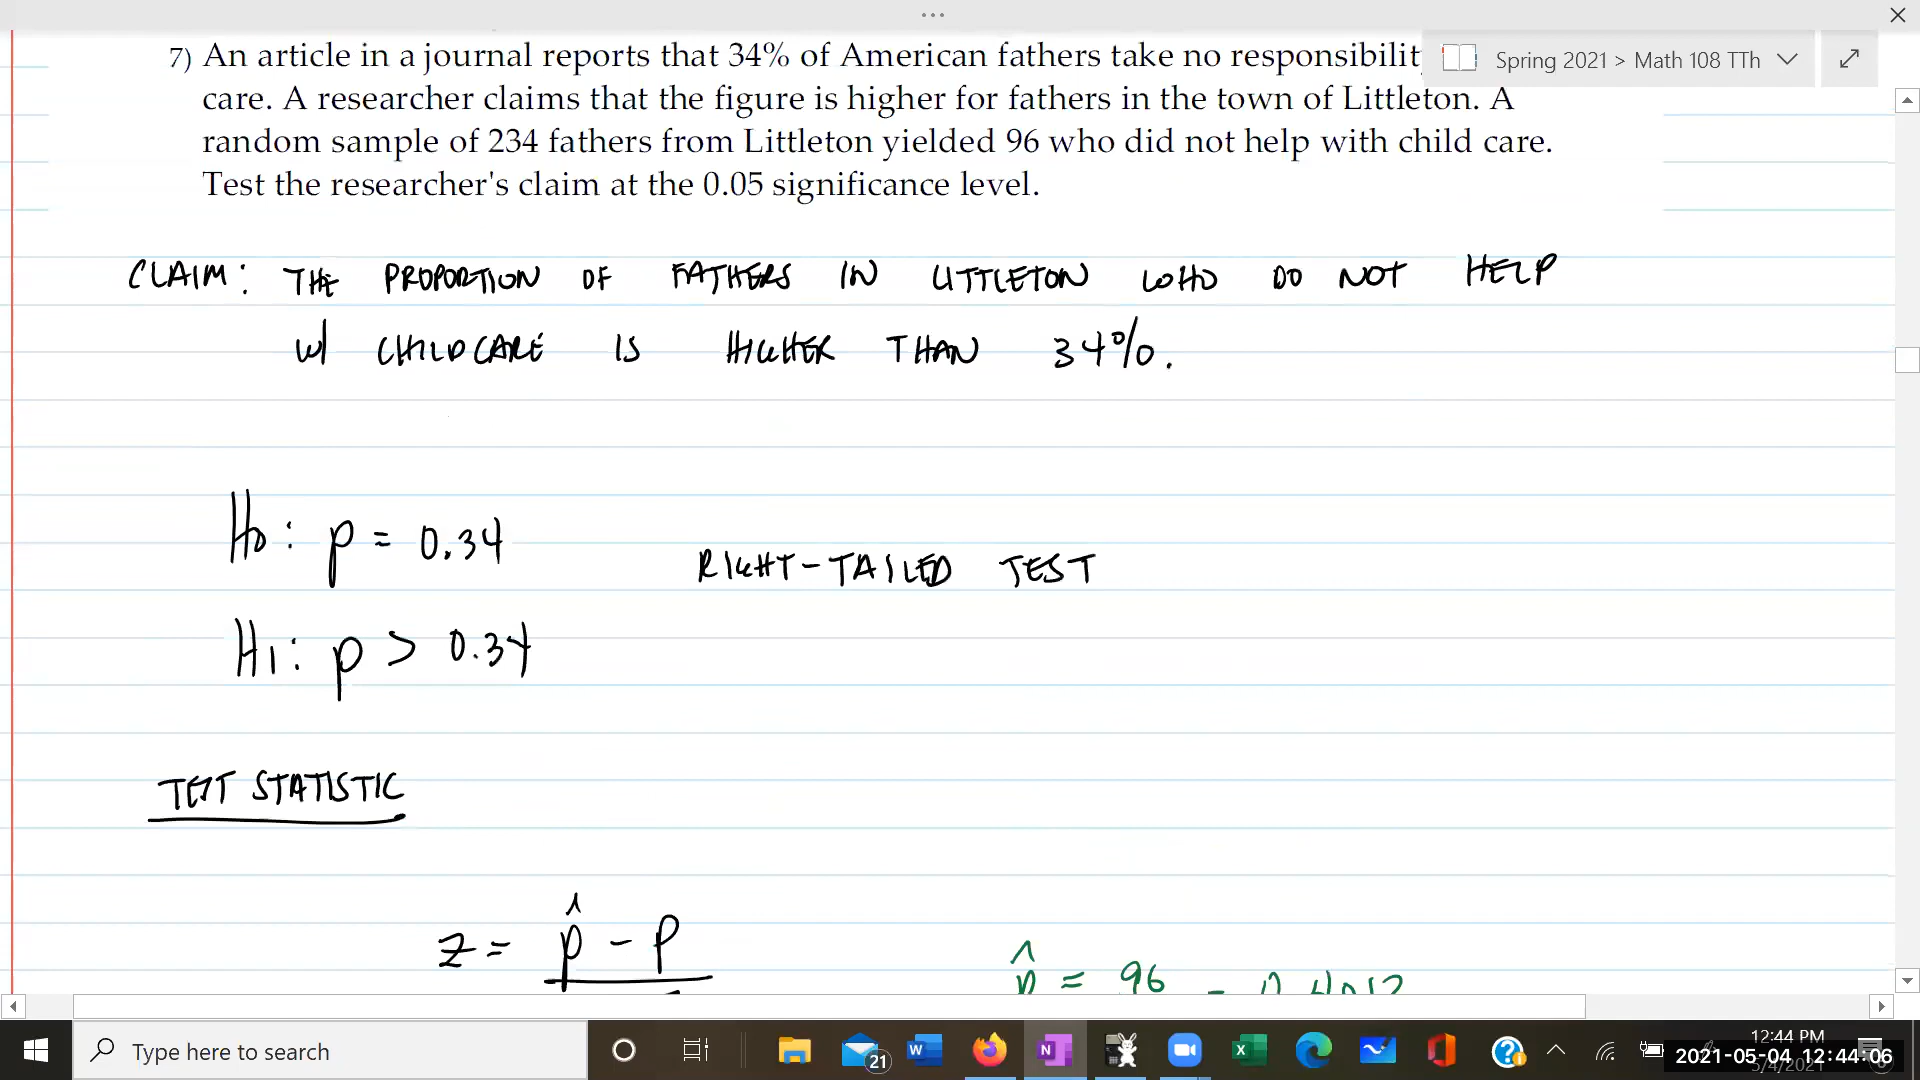 7) An article in a journal reports that 34% of American fathers take no responsibilit
care. A researcher claims that the figure is higher for fathers in the town of Littleton. A
random sample of 234 fathers from Littleton yielded 96 who did not help with child care.
Test the researcher's claim at the 0.05 significance level.
Spring 2021 > Math 108 TTh
CLAIM: THE PROPORTION OF FATHERS IN LITTLETON WHO DO NOT HELP
w/ CHILDCARE IS HIGHER THAN 34%.
H0: p = 0.34
RIGHT-TAILED TEST
H1: p > 0.34
TEST STATISTIC
z = p̂ - p
p̂ = 96
Type here to search
21
12:44 PM
2021-05-04 12:44:06